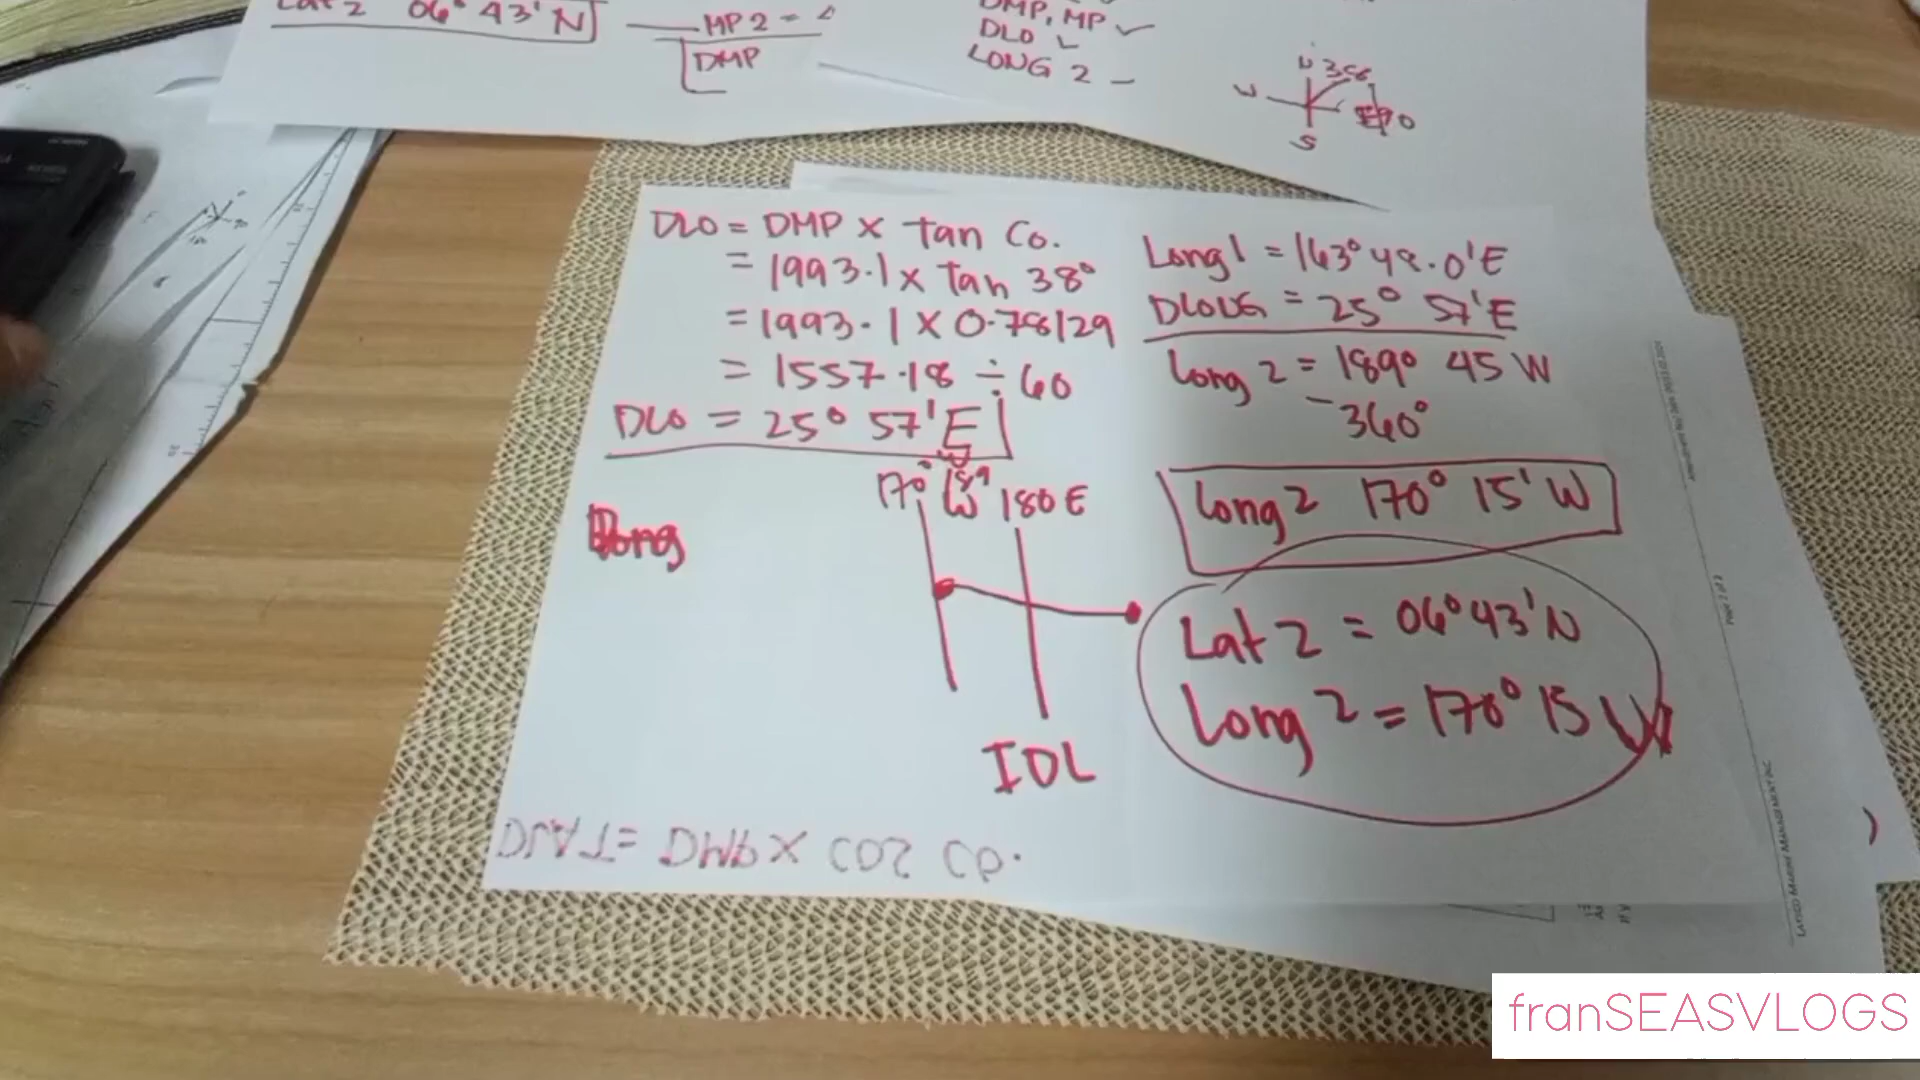 Lat 2 06° 43' N
MP 2 =
DMP
DMP, MP ✓
DLO ✓
LONG 2 –
W
S
DLO = DMP X Tan Co.
= 1993.1 x Tan 38°
= 1993.1 X 0.78129
= 1557.18 ÷ 60
DLO = 25° 57' E
170° W 180 E
189
Long
IDL
Long 1 = 163° 48.0' E
DLONG = 25° 57' E
Long 2 = 189° 45 W
- 360°
Long 2 170° 15' W
Lat 2 = 06° 43' N
Long 2 = 170° 15 W
CO.
franSEASVLOGS